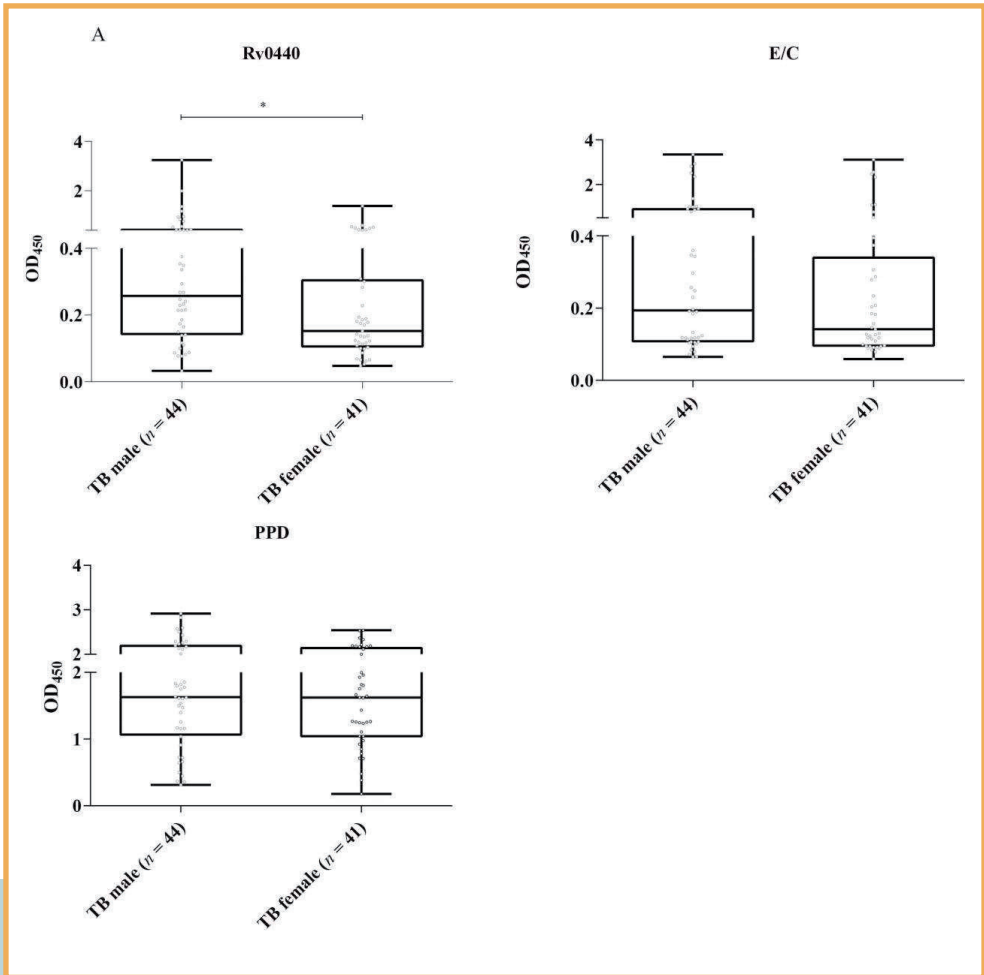 A
Rv0440
*
4
2
0.4
0.2
0.0
OD450
TB male (n = 44)
TB female (n = 41)
E/C
4
2
0.4
0.2
0.0
OD450
TB male (n = 44)
TB female (n = 41)
PPD
4
3
2
2
1
0
OD450
TB male (n = 44)
TB female (n = 41)